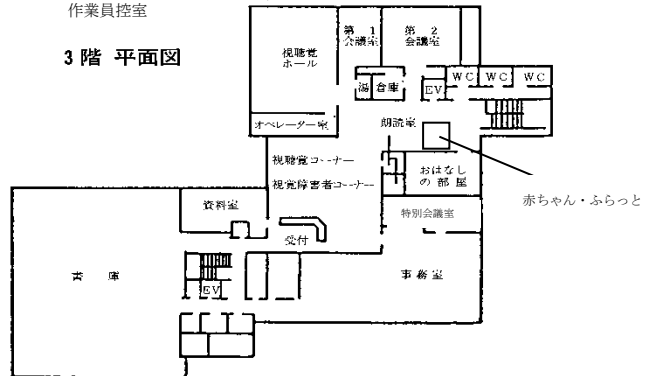 作業員控室
3階 平面図
視聴覚
ホール
第1
会議室
第2
会議室
湯
倉庫
EV
WC
WC
WC
オペレーター室
朗読室
視聴覚コーナー
おはなし
の部屋
視覚障害者コーナー
赤ちゃん・ふらっと
資料室
特別会議室
受付
書庫
EV
事務室